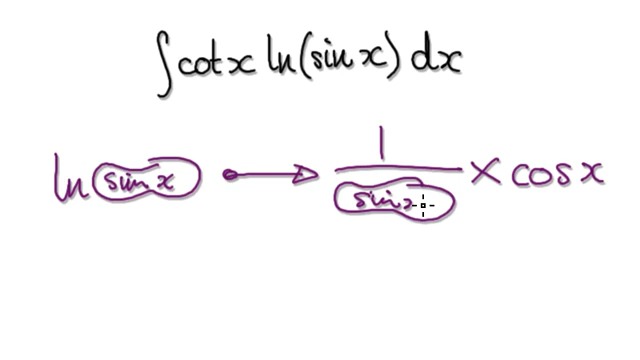 ∫ cot x ln(sin x) dx
ln sin x → 1/sin x × cos x